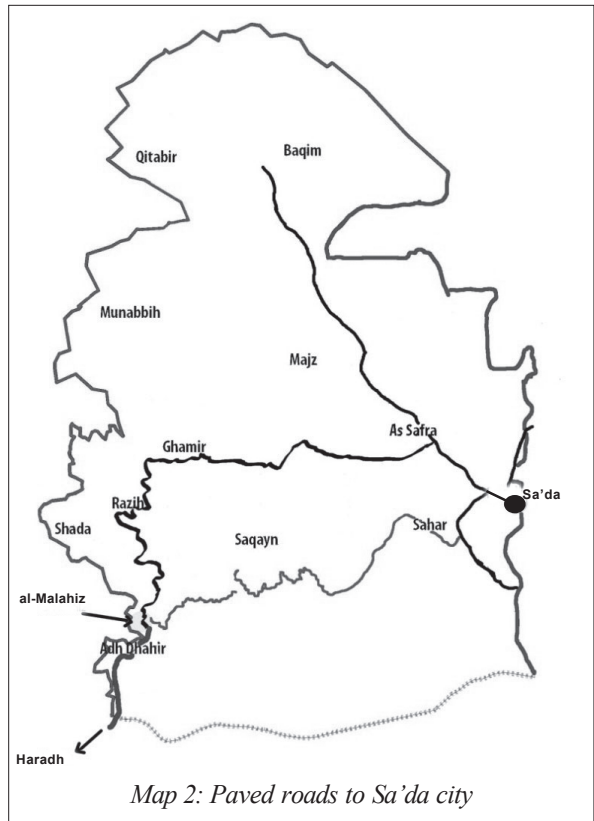 Qitabir
Baqim
Munabbih
Majz
As Safra
Ghamir
Sa'da
Razih
Shada
Saqayn
Sahar
al-Malahiz
Adh Dhahir
Haradh
Map 2: Paved roads to Sa'da city